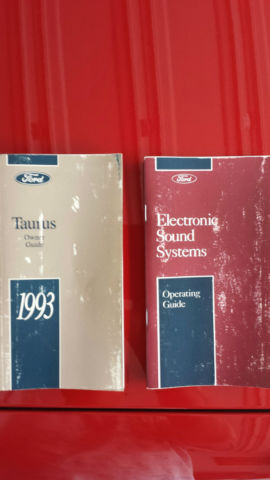 Ford
Taurus
Owner
Guide
1993
Ford
Electronic
Sound
Systems
Operating
Guide